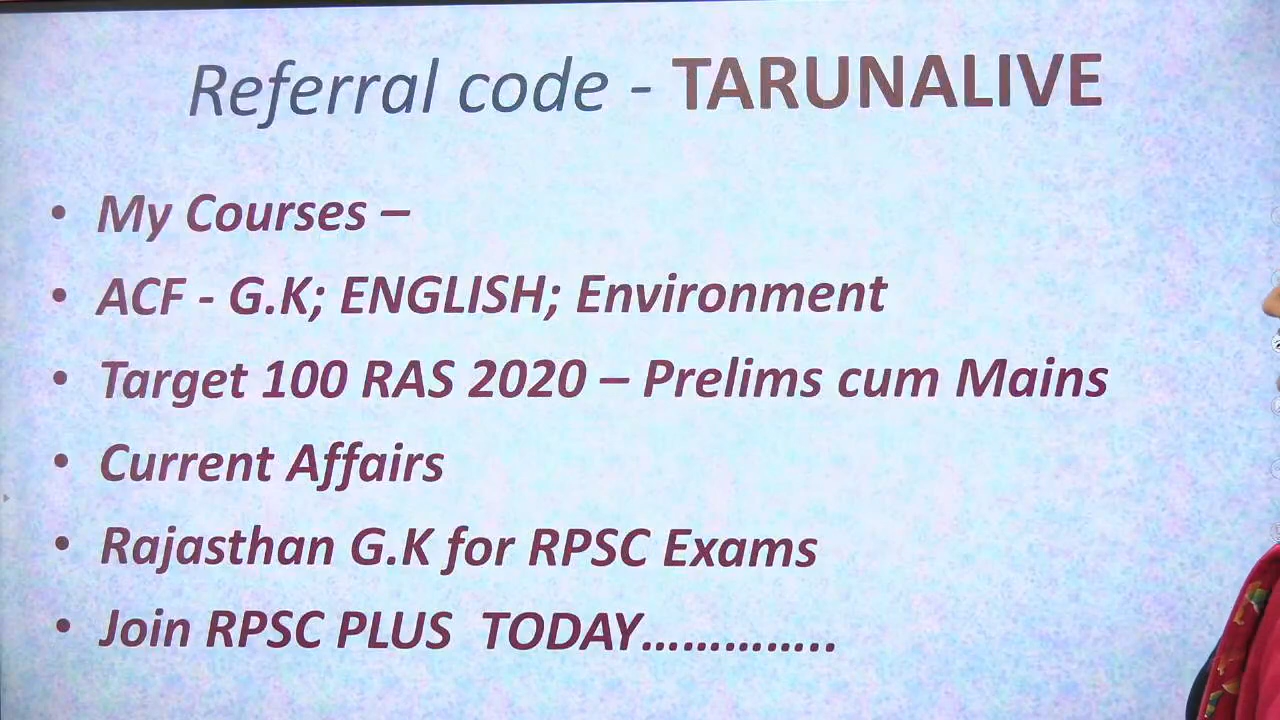 Referral code - TARUNALIVE
• My Courses –
• ACF - G.K; ENGLISH; Environment
• Target 100 RAS 2020 – Prelims cum Mains
• Current Affairs
• Rajasthan G.K for RPSC Exams
• Join RPSC PLUS  TODAY…………..